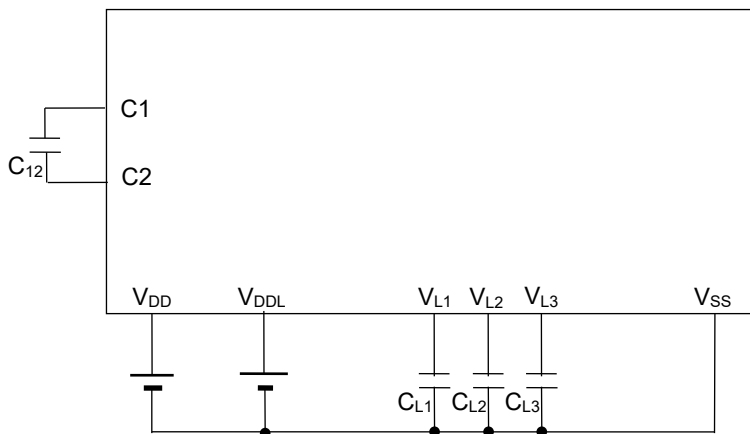 C1
C12
C2
VDD VDDL VL1 VL2 VL3 VSS
CL1 CL2 CL3